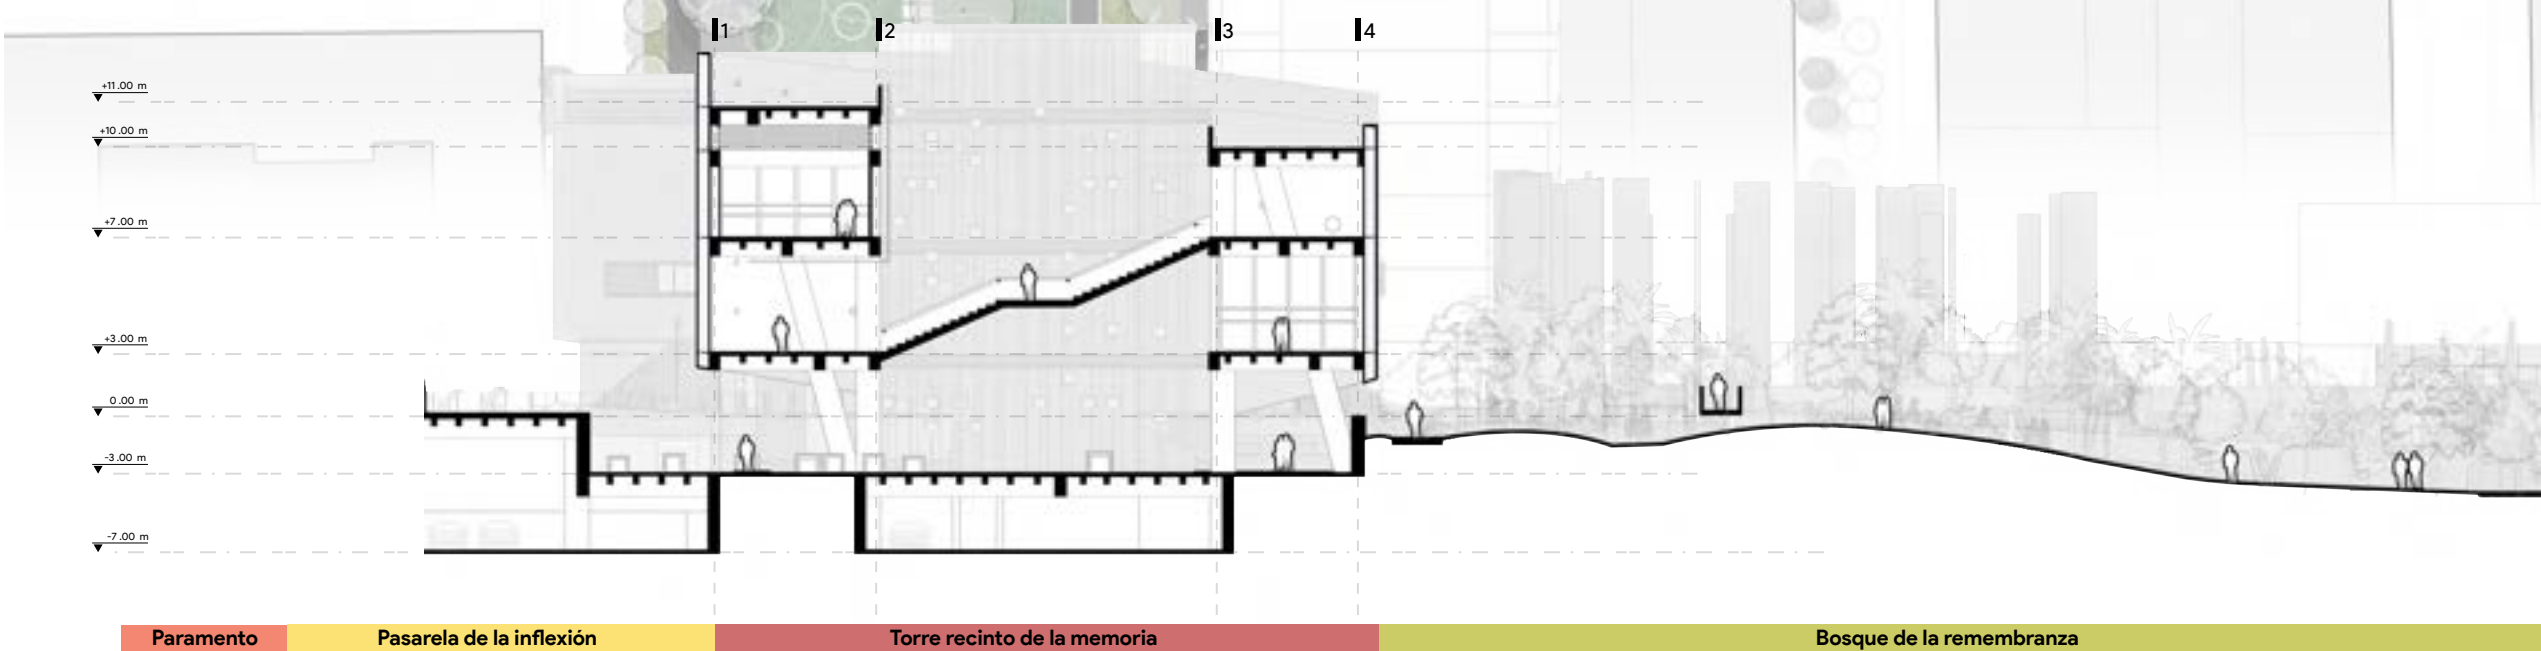 1 2 3 4
+11.00 m
+10.00 m
+7.00 m
+3.00 m
0.00 m
-3.00 m
-7.00 m
Paramento Pasarela de la inflexión Torre recinto de la memoria Bosque de la remembranza